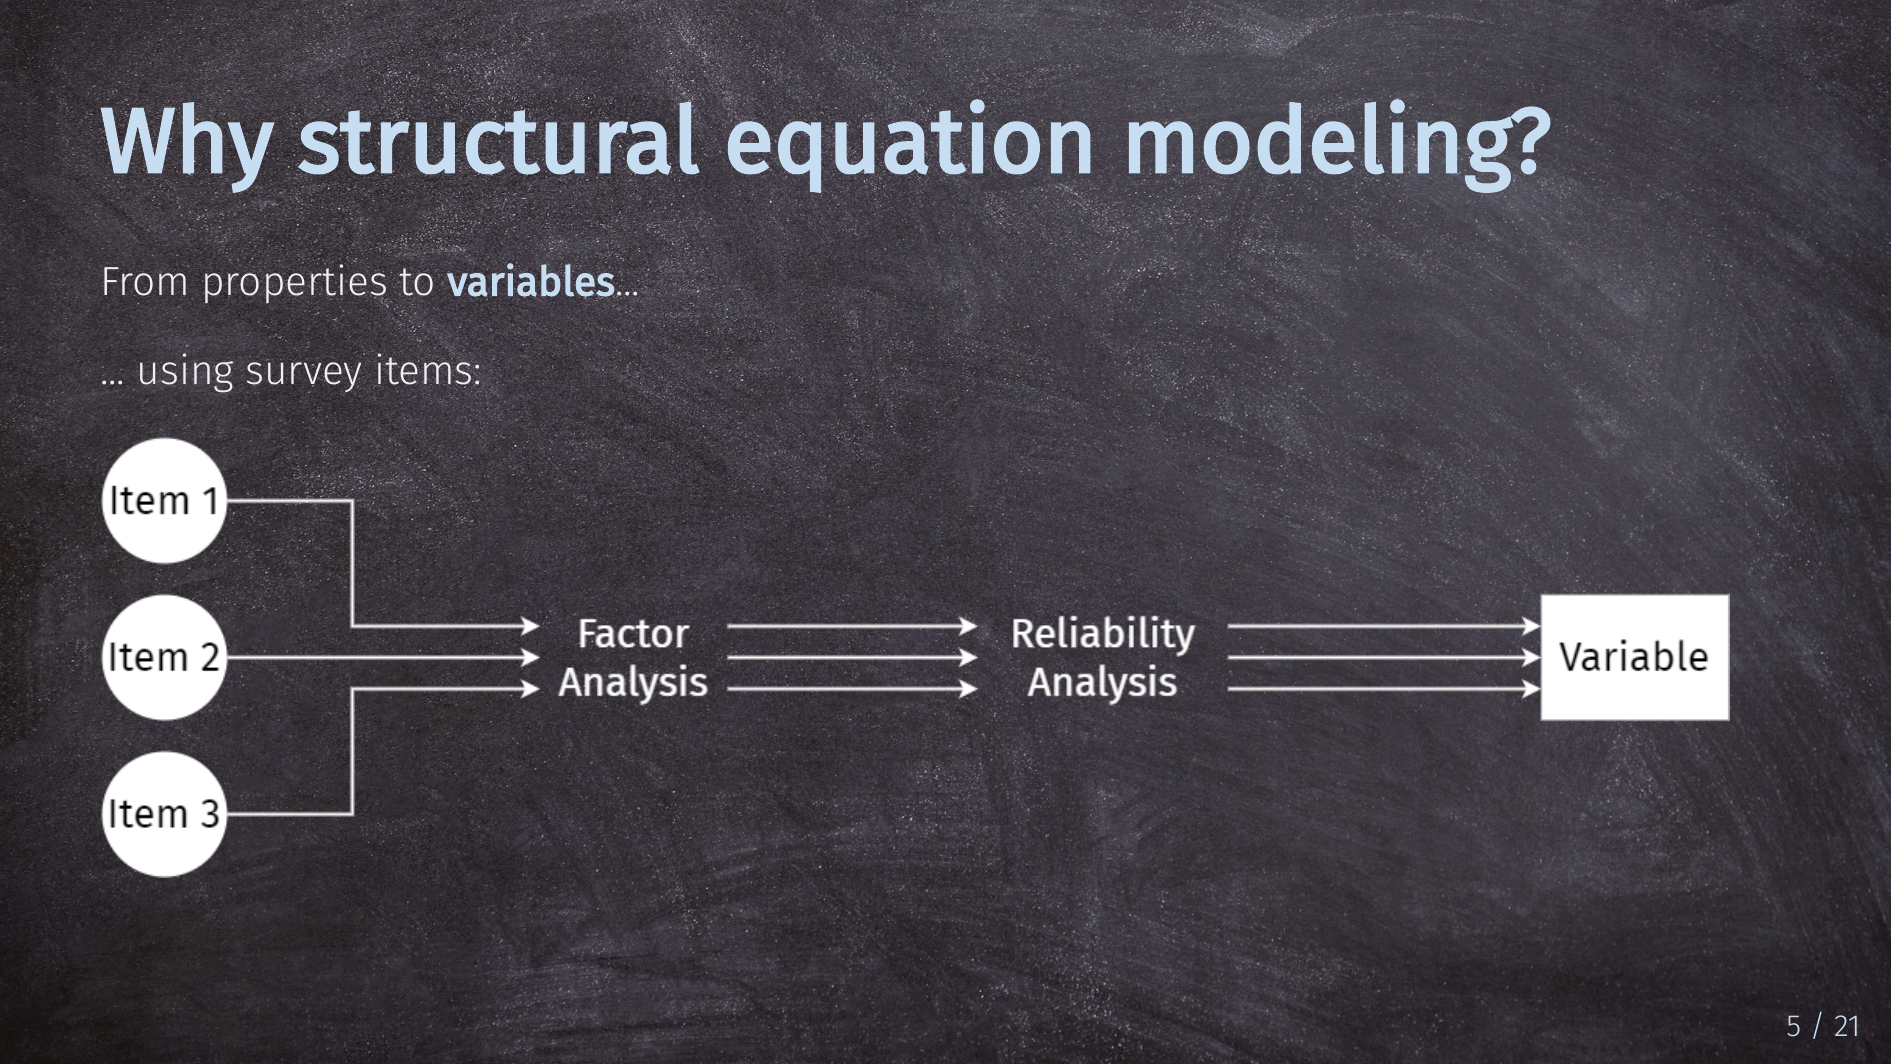 Why structural equation modeling?
From properties to variables...
... using survey items:
Item 1
Item 2
Item 3
Factor
Analysis
Reliability
Analysis
Variable
5 / 21